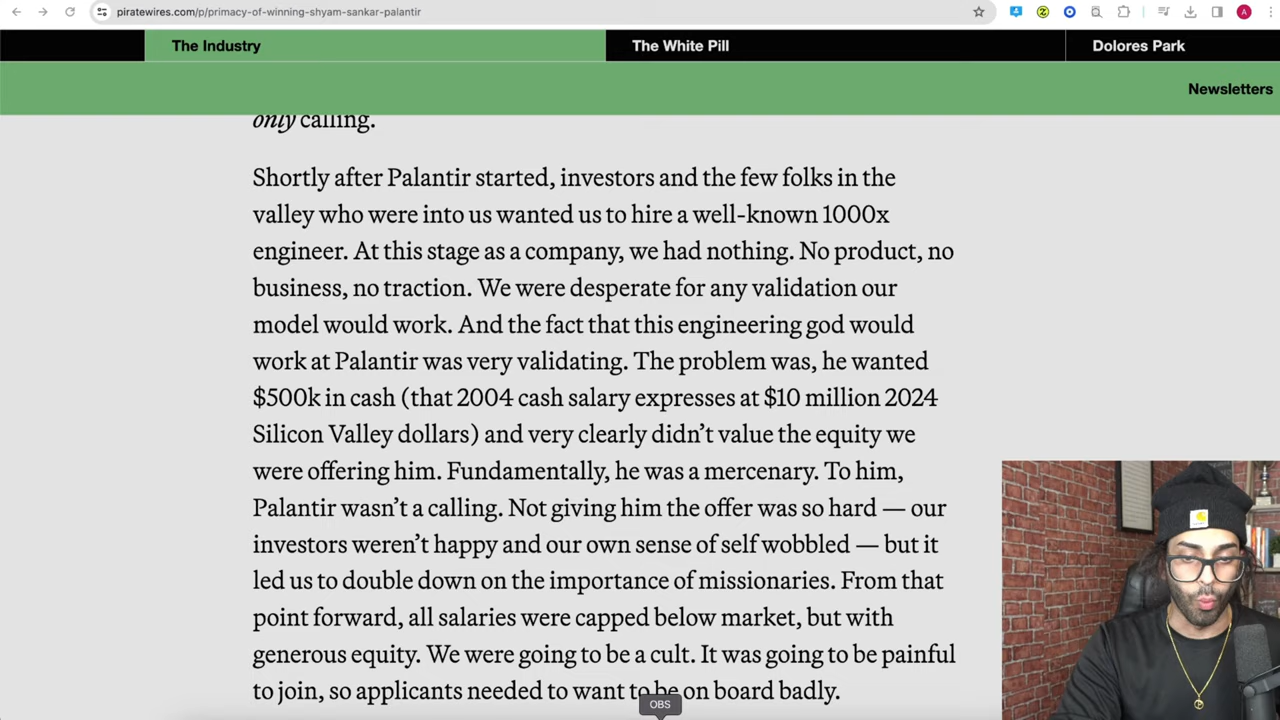 piratewires.com/p/primacy-of-winning-shyam-sankar-palantir
A
The Industry
The White Pill
Dolores Park
Newsletters
only calling.
Shortly after Palantir started, investors and the few folks in the
valley who were into us wanted us to hire a well-known 1000x
engineer. At this stage as a company, we had nothing. No product, no
business, no traction. We were desperate for any validation our
model would work. And the fact that this engineering god would
work at Palantir was very validating. The problem was, he wanted
$500k in cash (that 2004 cash salary expresses at $10 million 2024
Silicon Valley dollars) and very clearly didn’t value the equity we
were offering him. Fundamentally, he was a mercenary. To him,
Palantir wasn’t a calling. Not giving him the offer was so hard — our
investors weren’t happy and our own sense of self wobbled — but it
led us to double down on the importance of missionaries. From that
point forward, all salaries were capped below market, but with
generous equity. We were going to be a cult. It was going to be painful
to join, so applicants needed to want to be on board badly.
OBS